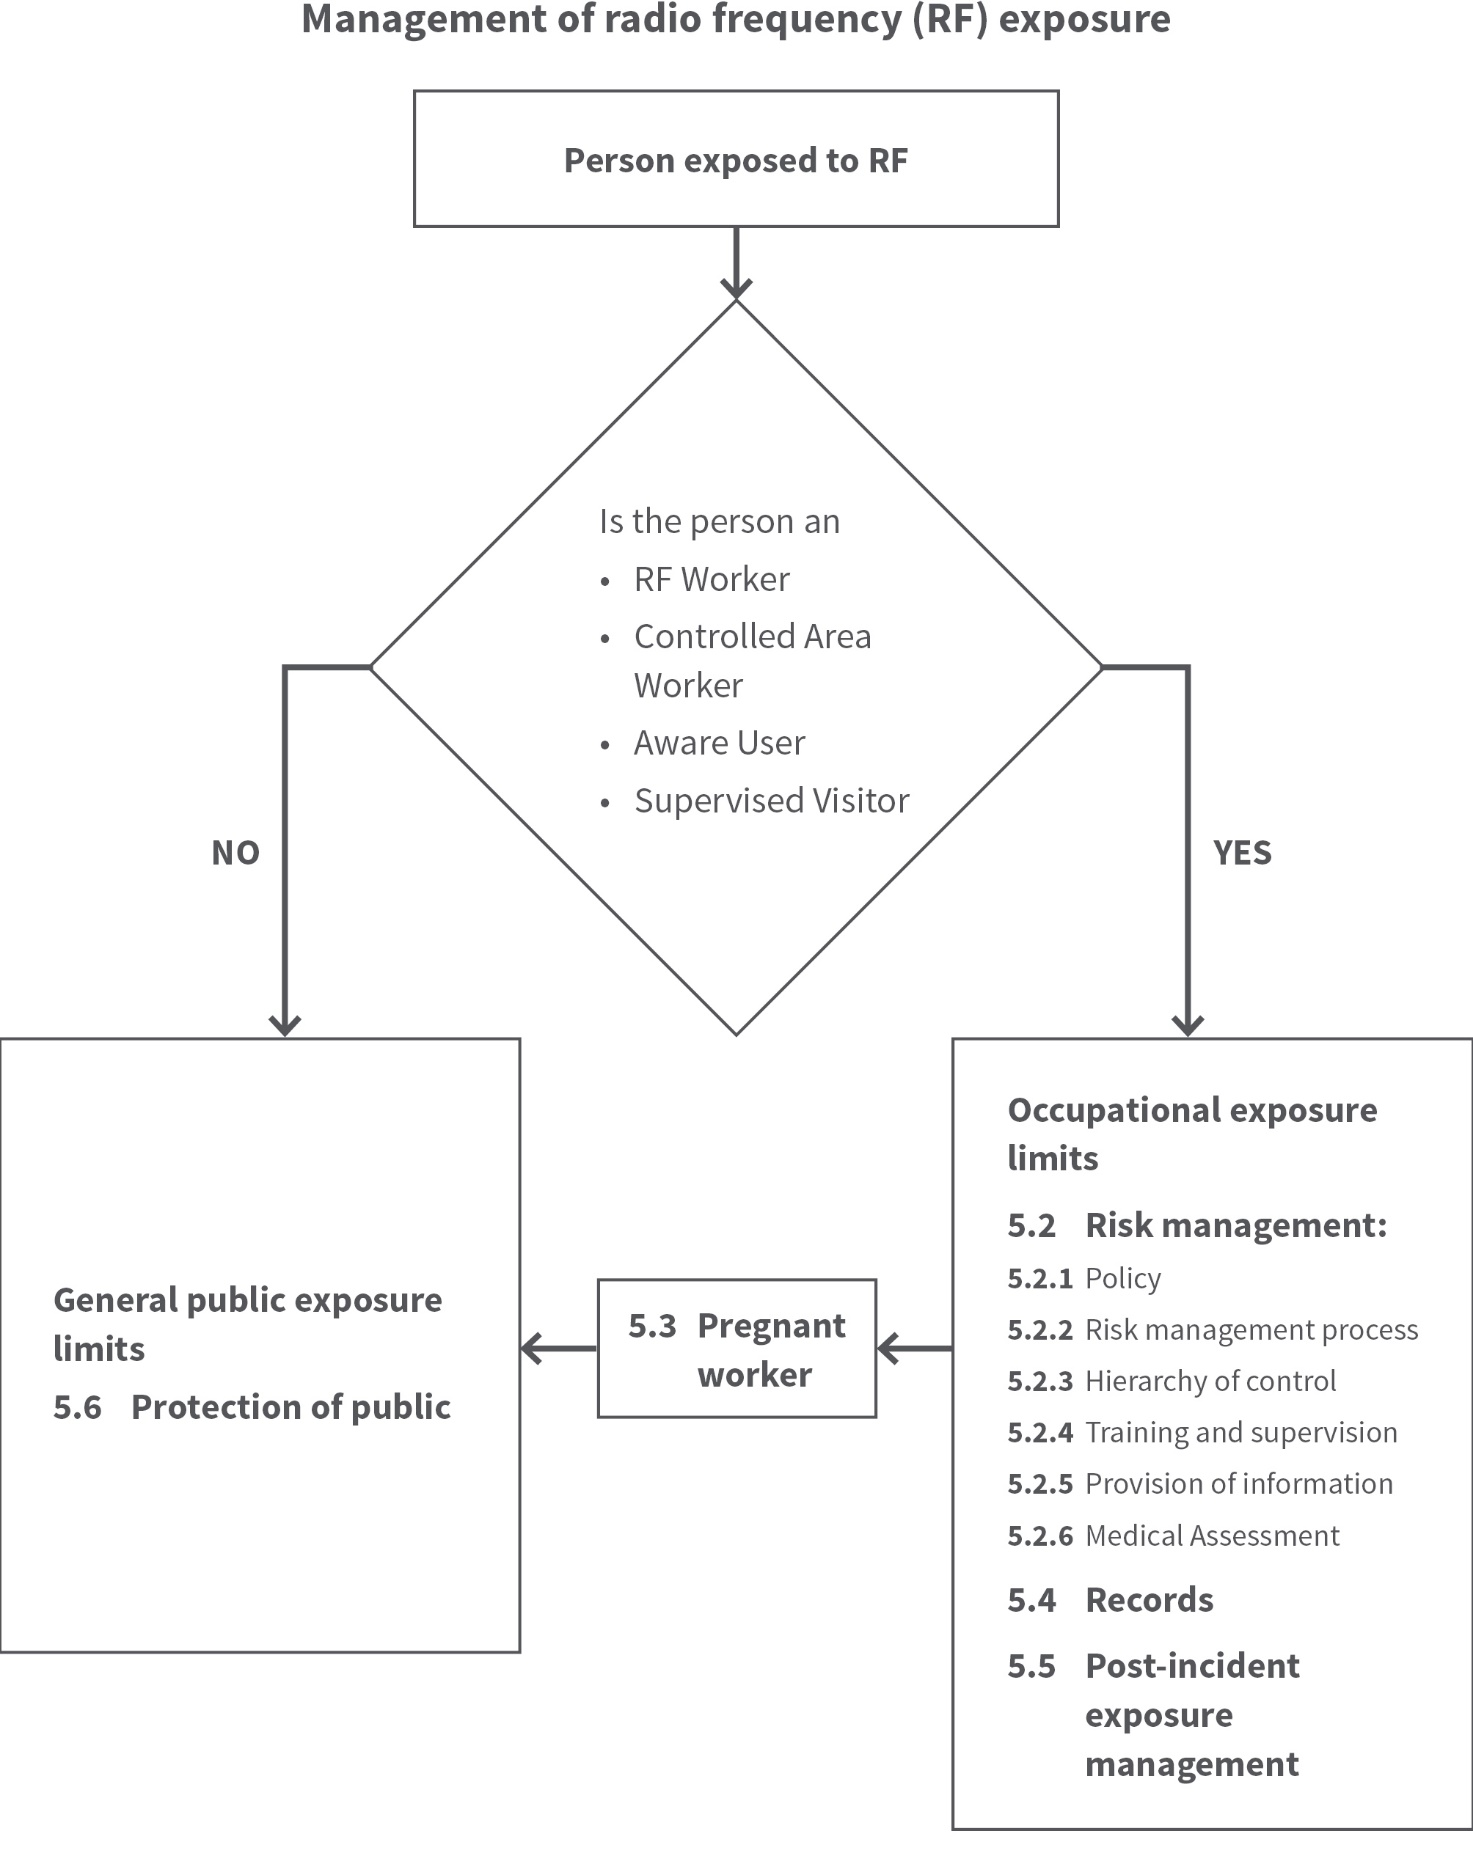 Management of radio frequency (RF) exposure
Person exposed to RF
Is the person an
• RF Worker
• Controlled Area
Worker
• Aware User
• Supervised Visitor
NO
YES
General public exposure
limits
5.6 Protection of public
5.3 Pregnant
worker
Occupational exposure
limits
5.2 Risk management:
5.2.1 Policy
5.2.2 Risk management process
5.2.3 Hierarchy of control
5.2.4 Training and supervision
5.2.5 Provision of information
5.2.6 Medical Assessment
5.4 Records
5.5 Post-incident
exposure
management